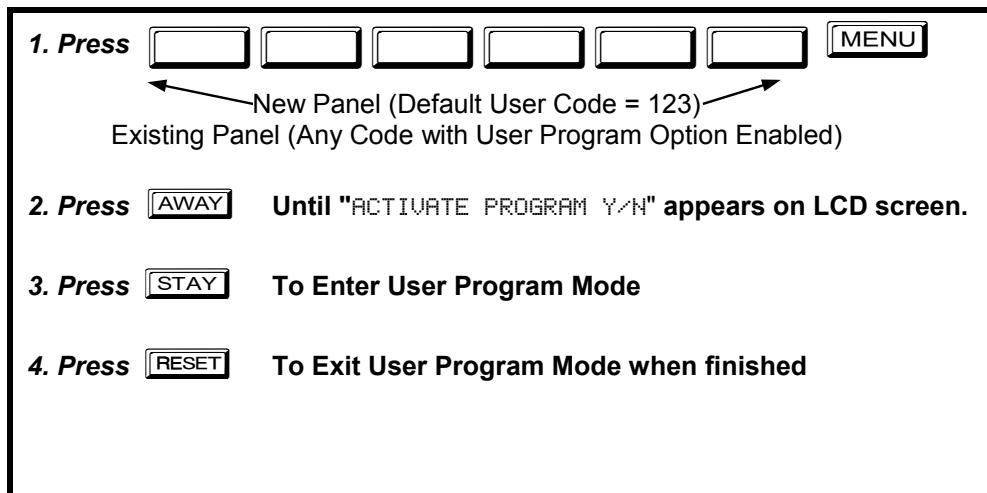 1. Press MENU
New Panel (Default User Code = 123)
Existing Panel (Any Code with User Program Option Enabled)
2. Press AWAY Until "ACTIVATE PROGRAM Y/N" appears on LCD screen.
3. Press STAY To Enter User Program Mode
4. Press RESET To Exit User Program Mode when finished